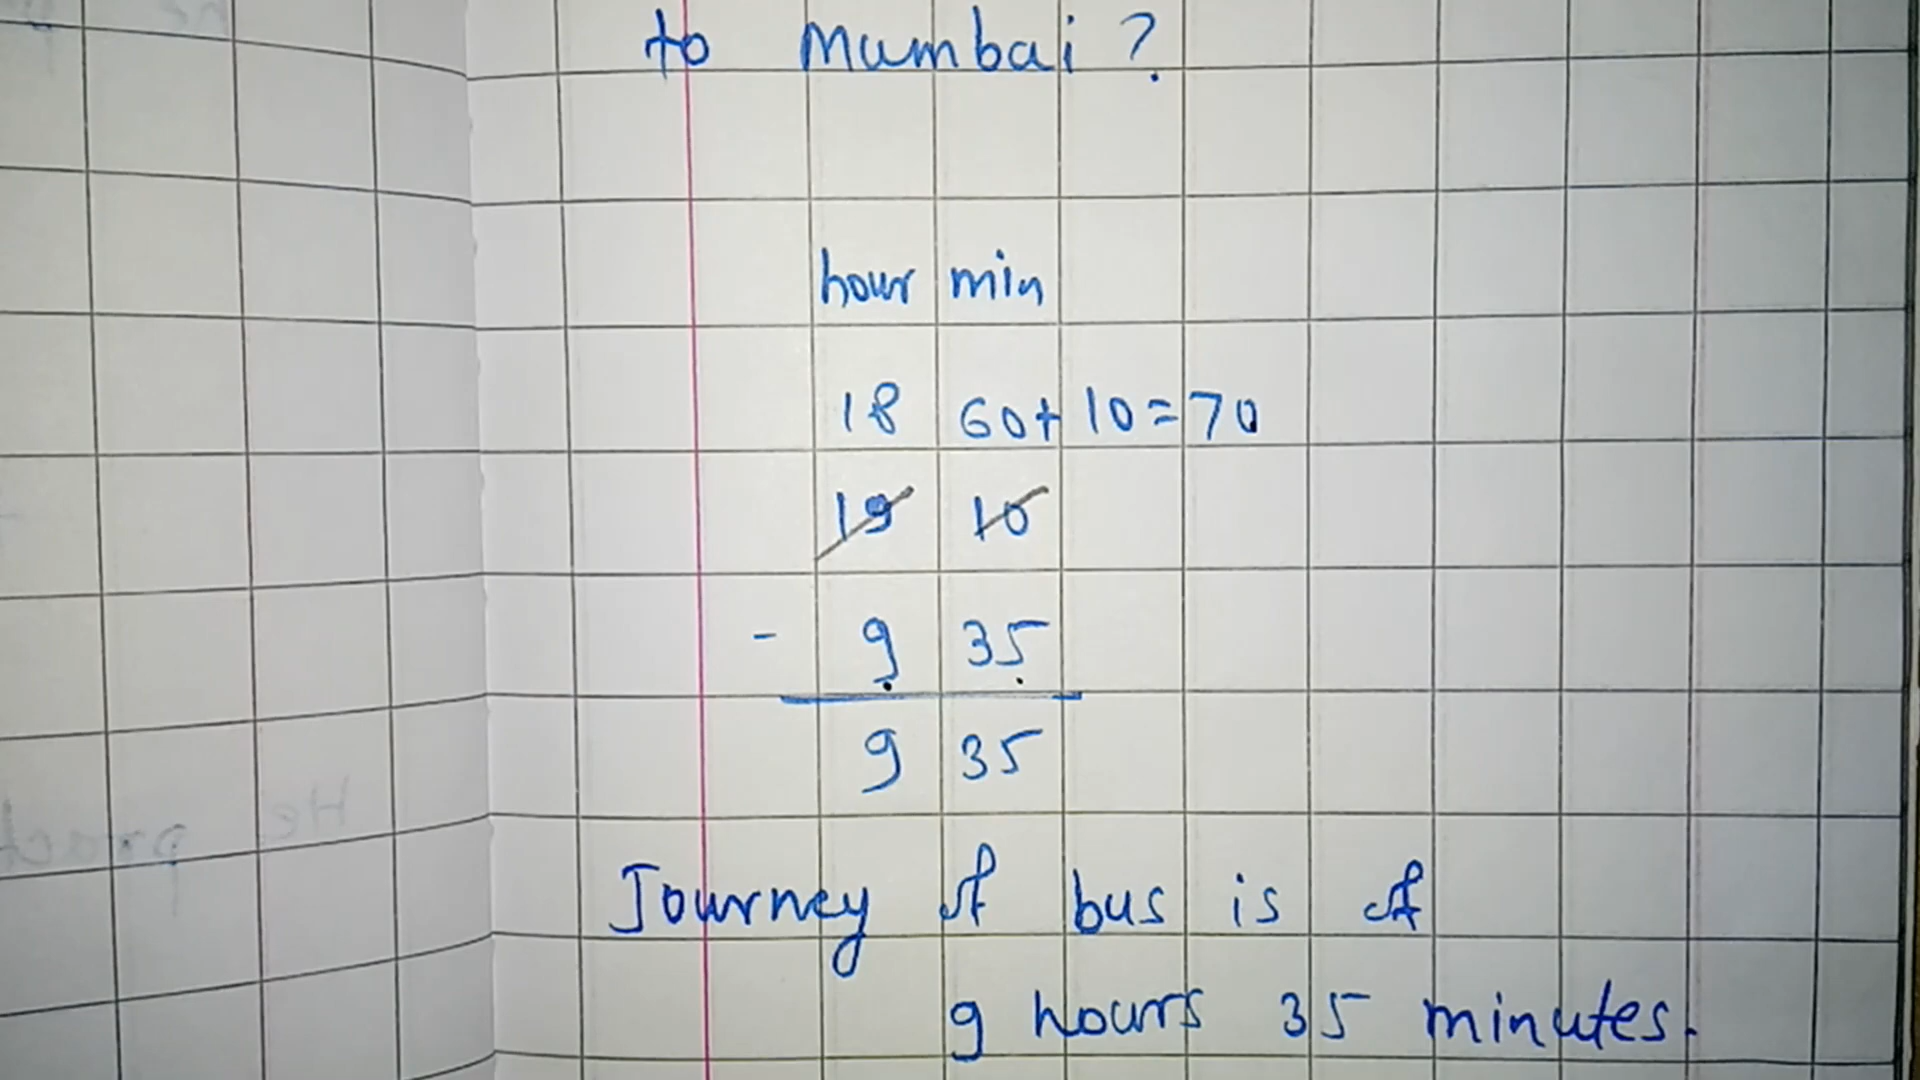 to Mumbai ?
hour min
18 60+10=70
19 10
- 9 35
9 35
Journey of bus is of
9 hours 35 minutes.